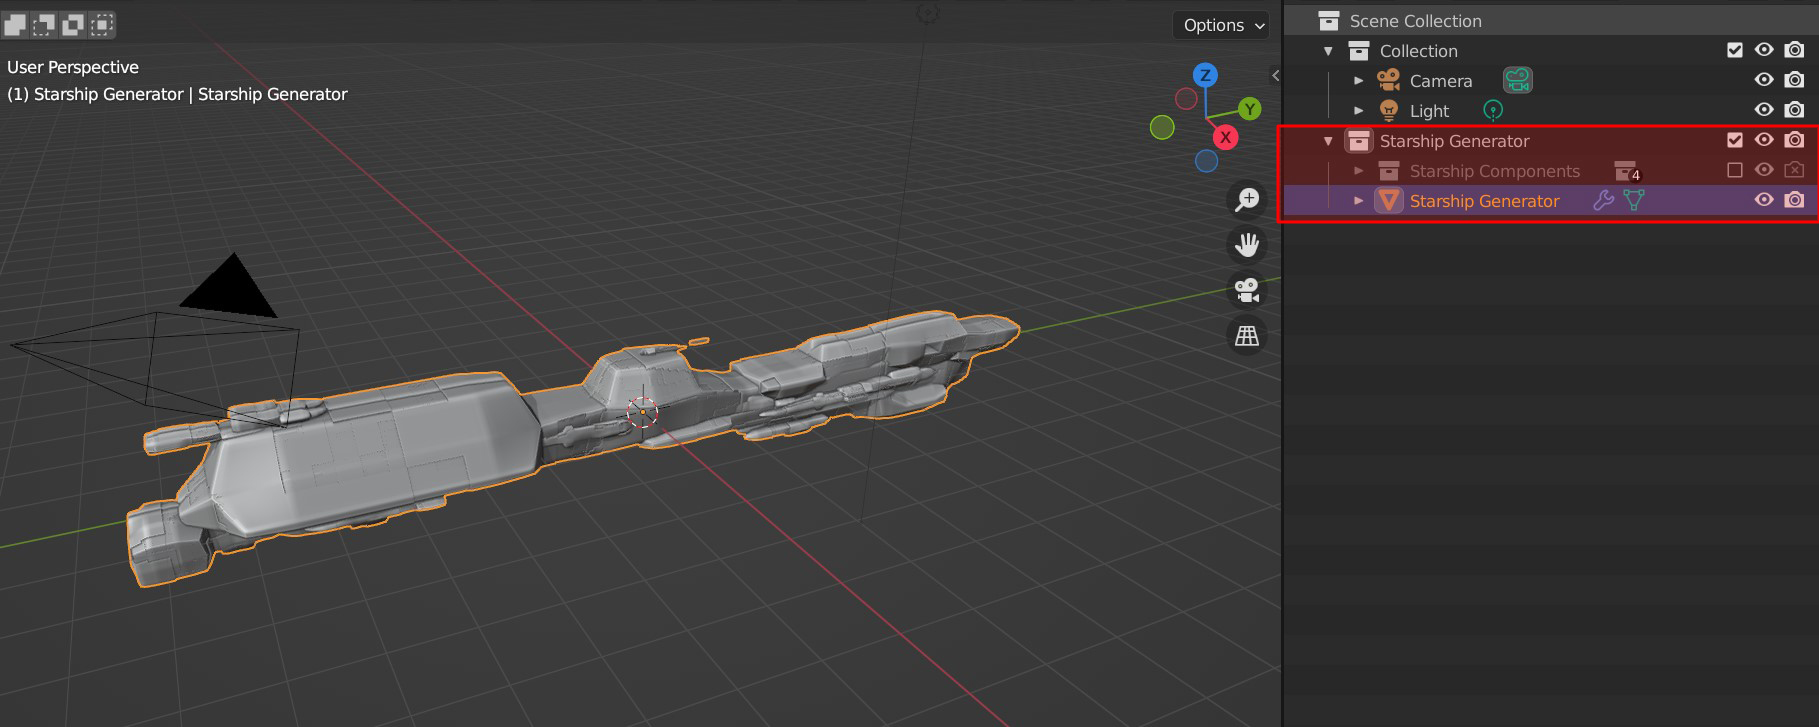 Options
User Perspective
(1) Starship Generator | Starship Generator
Z
Y
X
Scene Collection
Collection
Camera
Light
Starship Generator
Starship Components 4
Starship Generator